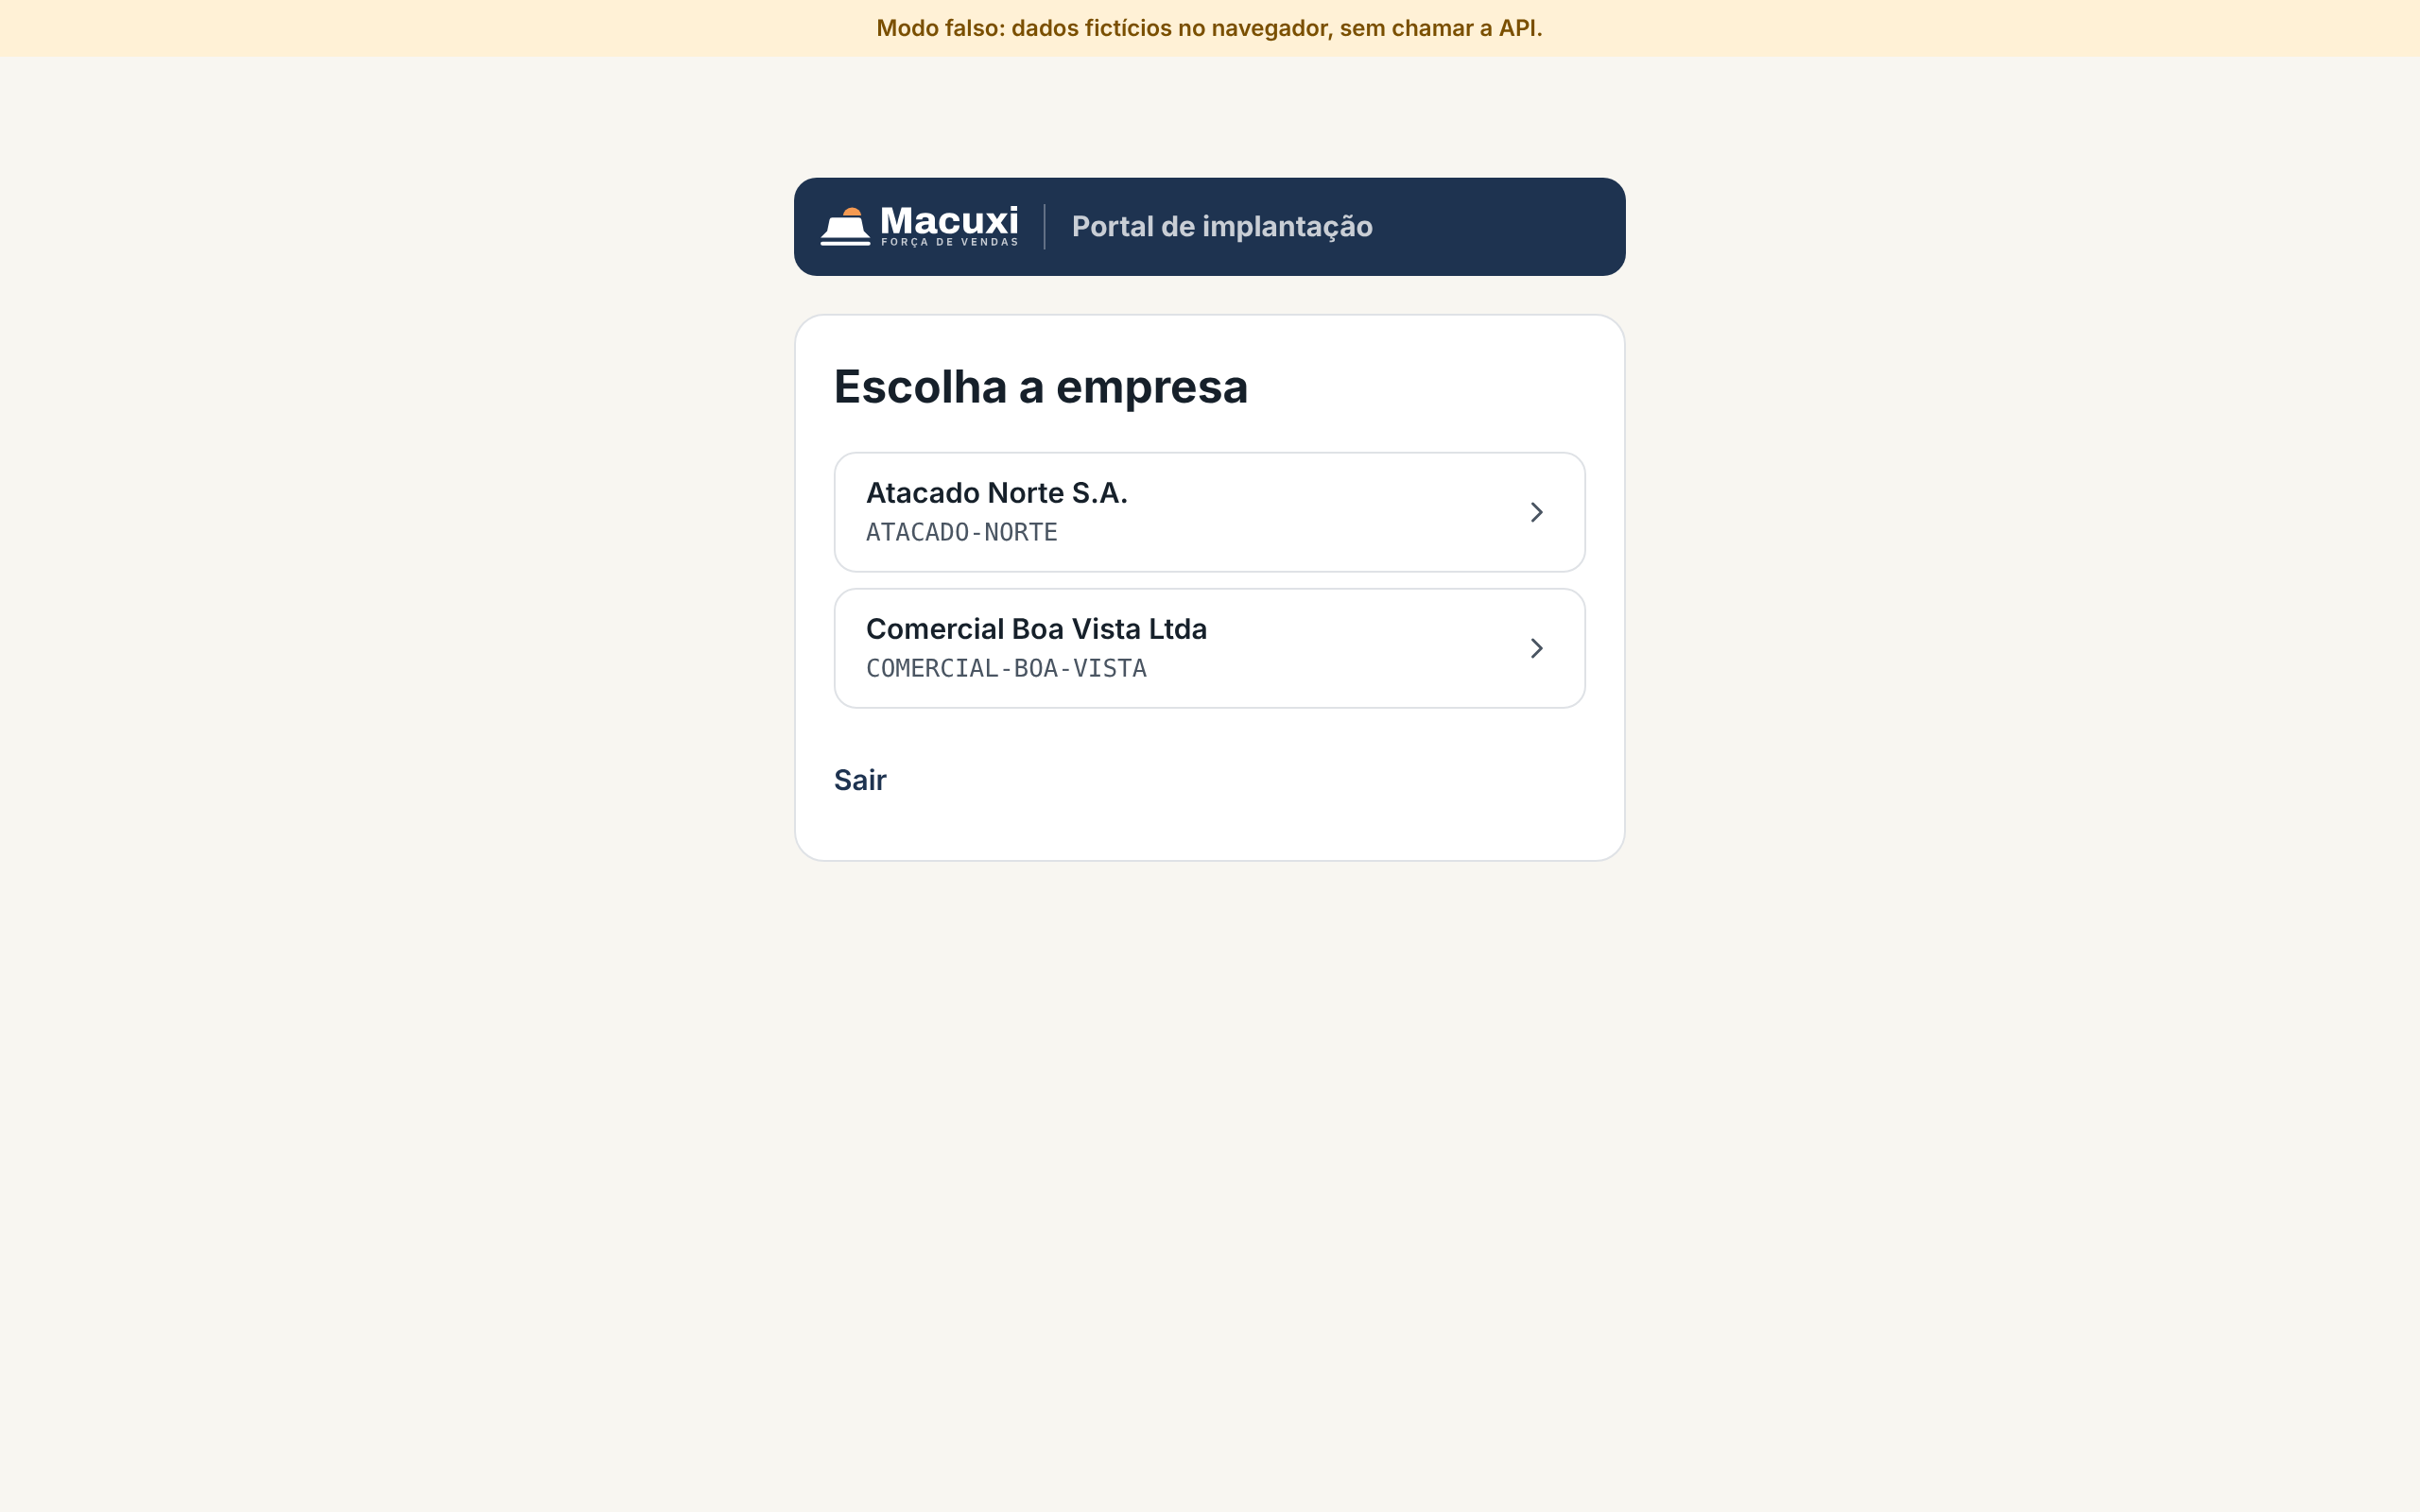 Modo falso: dados fictícios no navegador, sem chamar a API.
Macuxi
FORÇA DE VENDAS
Portal de implantação
Escolha a empresa
Atacado Norte S.A.
ATACADO-NORTE
Comercial Boa Vista Ltda
COMERCIAL-BOA-VISTA
Sair